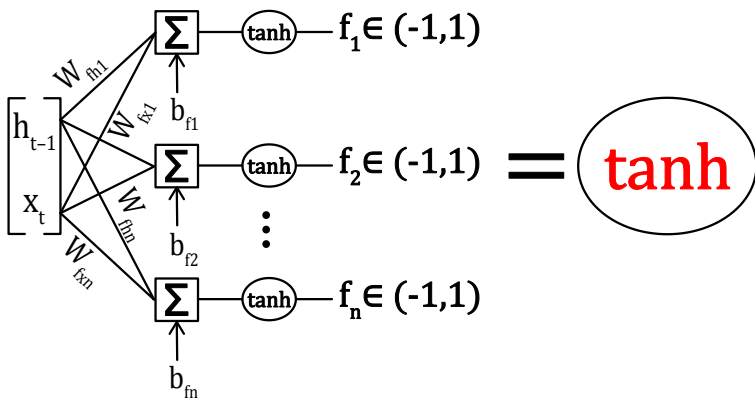 W_fh1
Σ tanh f_1 ∈ (-1,1)
b_f1
W_fx1
h_t−1
Σ tanh f_2 ∈ (-1,1) = tanh
x_t
W_fhn
b_f2
⋮
W_fxn
Σ tanh f_n ∈ (-1,1)
b_fn